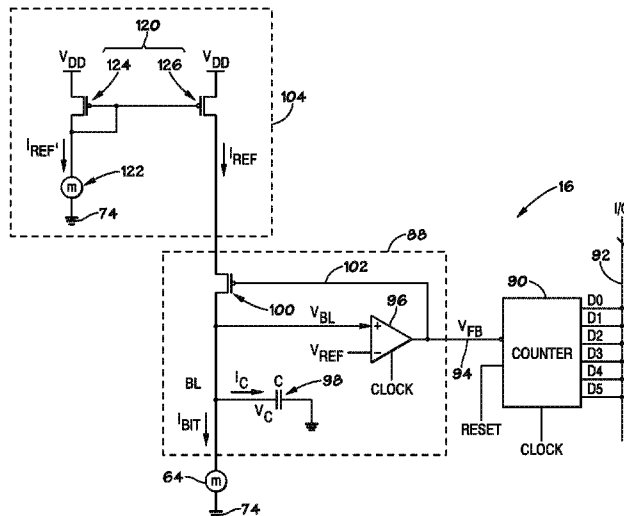 120
VDD
124
126
VDD
104
IREF'
122
IREF
m
74
16
88
I/O
92
102
90
100
96
D0
VBL
+
VFB
D1
D2
VREF
−
94
COUNTER
D3
D4
BL
IC
C
98
CLOCK
D5
VC
IBIT
RESET
CLOCK
64
m
74